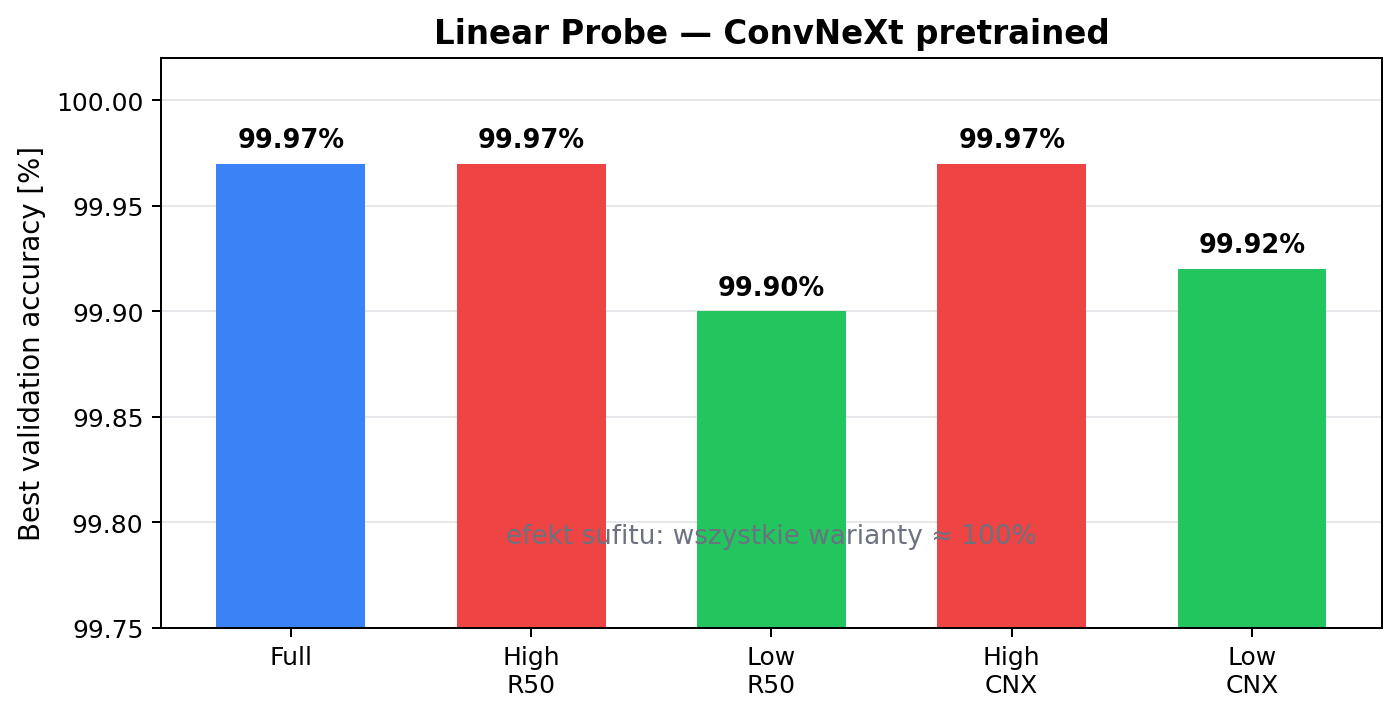 Linear Probe — ConvNeXt pretrained
Best validation accuracy [%]
100.00
99.95
99.90
99.85
99.80
99.75
99.97%
99.97%
99.90%
99.97%
99.92%
efekt sufitu: wszystkie warianty ≈ 100%
Full
High
R50
Low
R50
High
CNX
Low
CNX